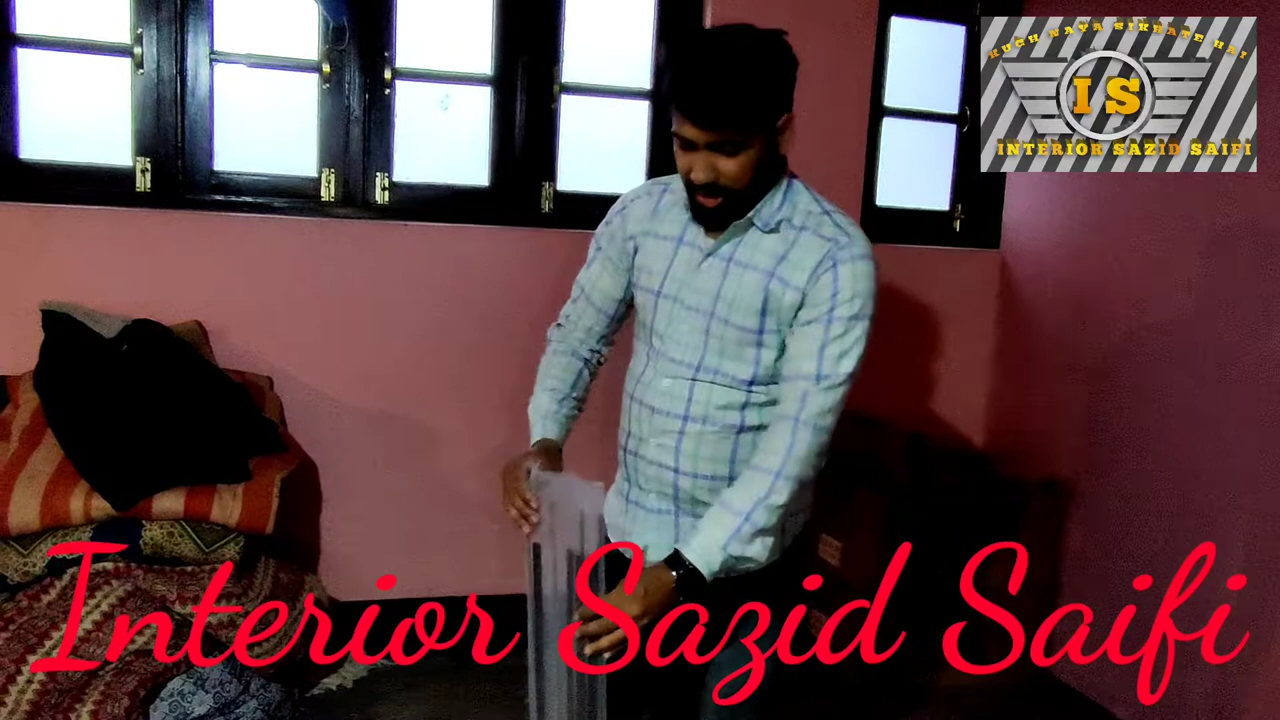 KUCH NAYA SIKHATE HAI
IS
INTERIOR SAZID SAIFI
Interior Sazid Saifi